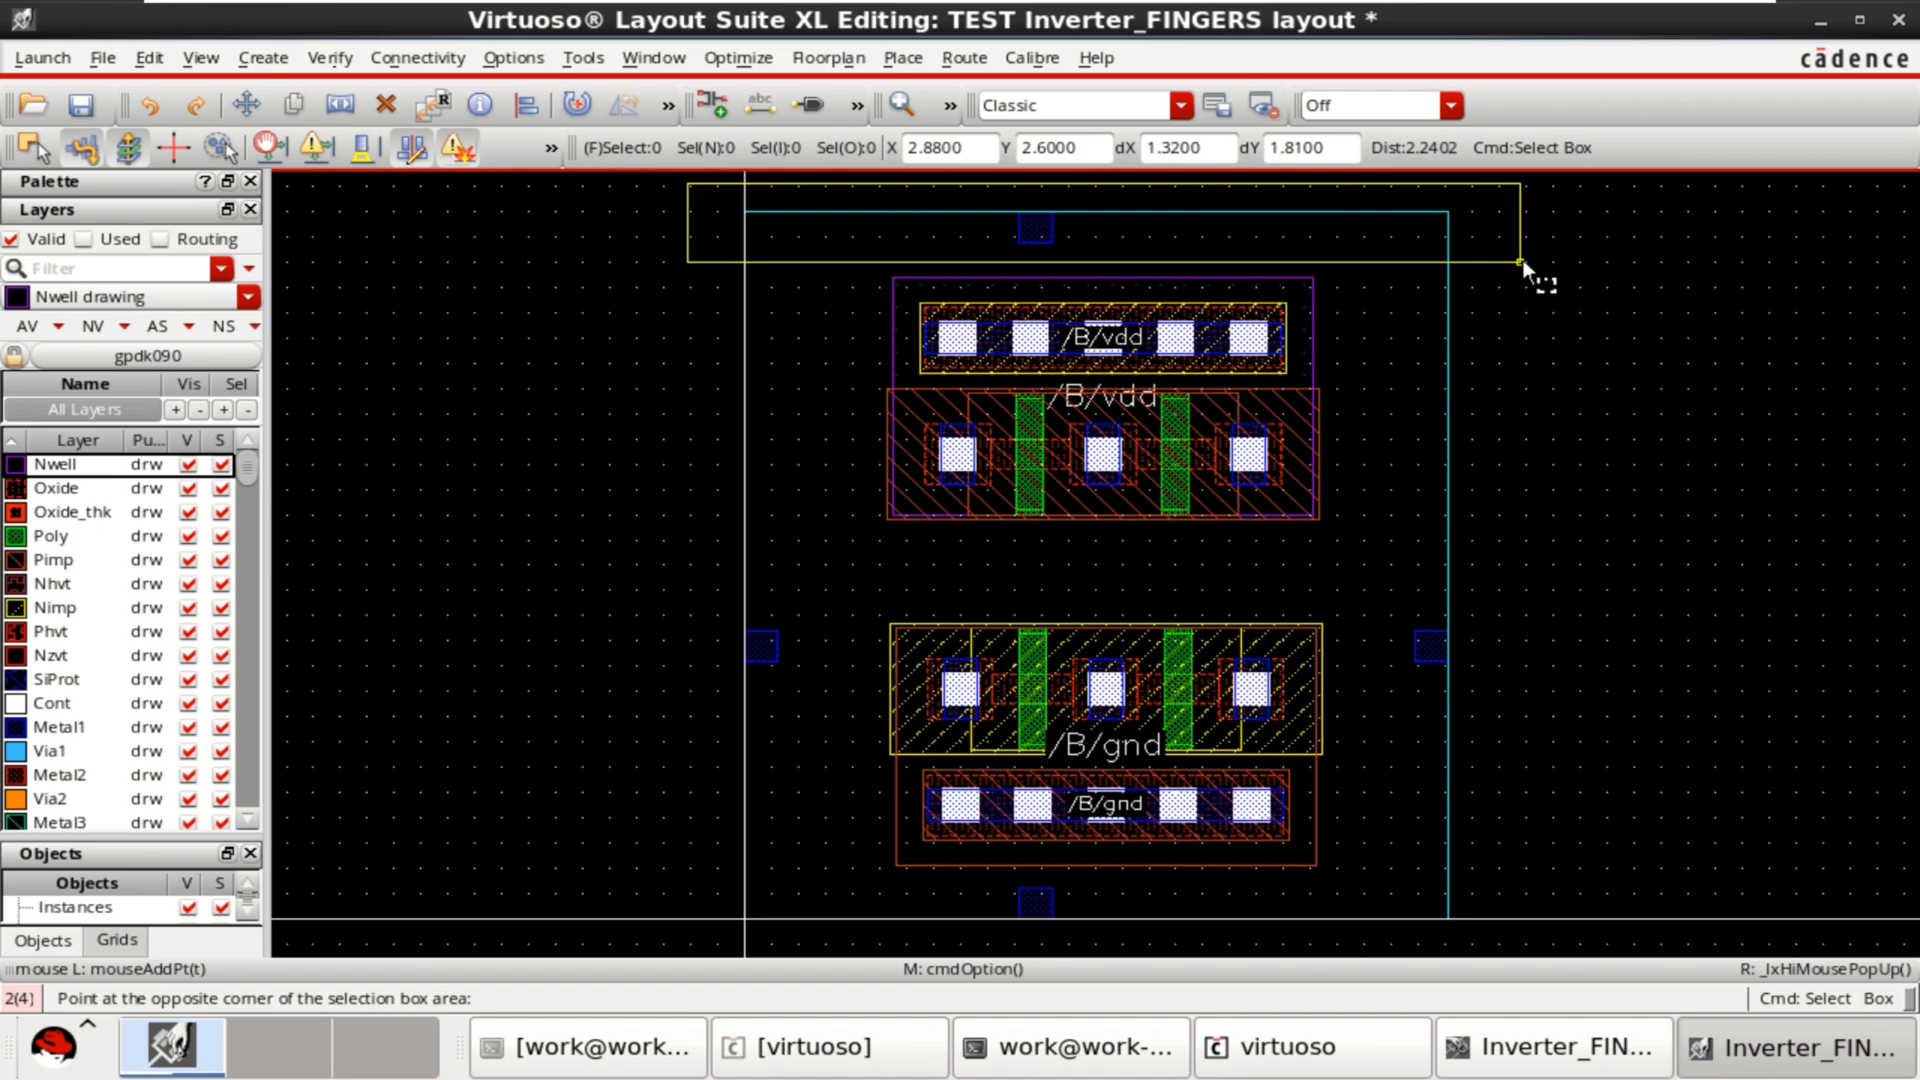 Virtuoso® Layout Suite XL Editing: TEST Inverter_FINGERS layout *
Launch File Edit View Create Verify Connectivity Options Tools Window Optimize Floorplan Place Route Calibre Help cādence
R abc » » » Classic Off
» (F)Select:0 Sel(N):0 Sel(I):0 Sel(O):0 X 2.8800 Y 2.6000 dX 1.3200 dY 1.8100 Dist:2.2402 Cmd:Select Box
Palette
Layers
Valid Used Routing
Filter
Nwell drawing
AV NV AS NS
gpdk090
Name Vis Sel
All Layers + - + -
Layer Pu... V S
Nwell drw
Oxide drw
Oxide_thk drw
Poly drw
Pimp drw
Nhvt drw
Nimp drw
Phvt drw
Nzvt drw
SiProt drw
Cont drw
Metal1 drw
Via1 drw
Metal2 drw
Via2 drw
Metal3 drw
/B/vdd
/B/vdd
/B/gnd
/B/gnd
Objects
Objects V S
Instances
Objects Grids
mouse L: mouseAddPt(t) M: cmdOption() R: _lxHiMousePopUp()
2(4) Point at the opposite corner of the selection box area: Cmd: Select Box
[work@work... [virtuoso] work@work-... virtuoso Inverter_FIN... Inverter_FIN...